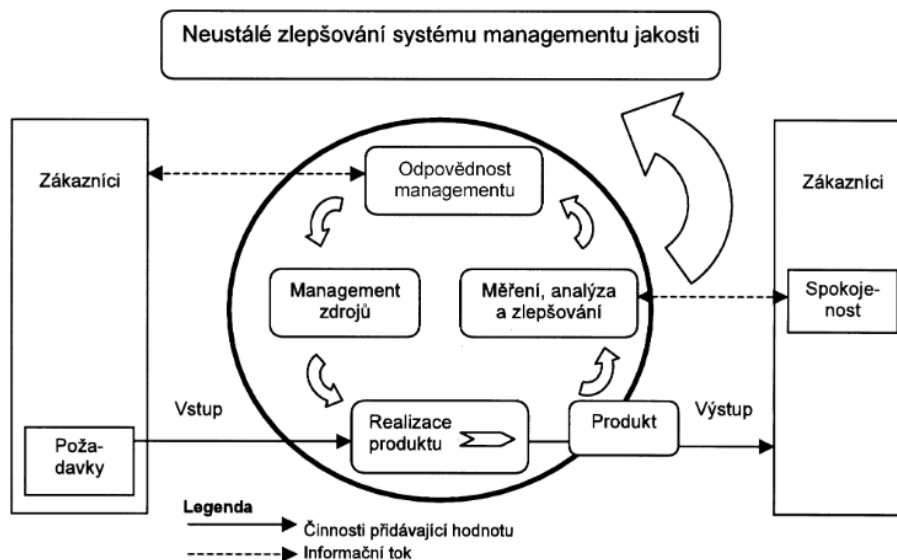 Neustálé zlepšování systému managementu jakosti
Zákazníci
Odpovědnost
managementu
Zákazníci
Management
zdrojů
Měření, analýza
a zlepšování
Spokoje-
nost
Vstup
Realizace
produktu
Produkt
Výstup
Poža-
davky
Legenda
Činnosti přidávající hodnotu
Informační tok